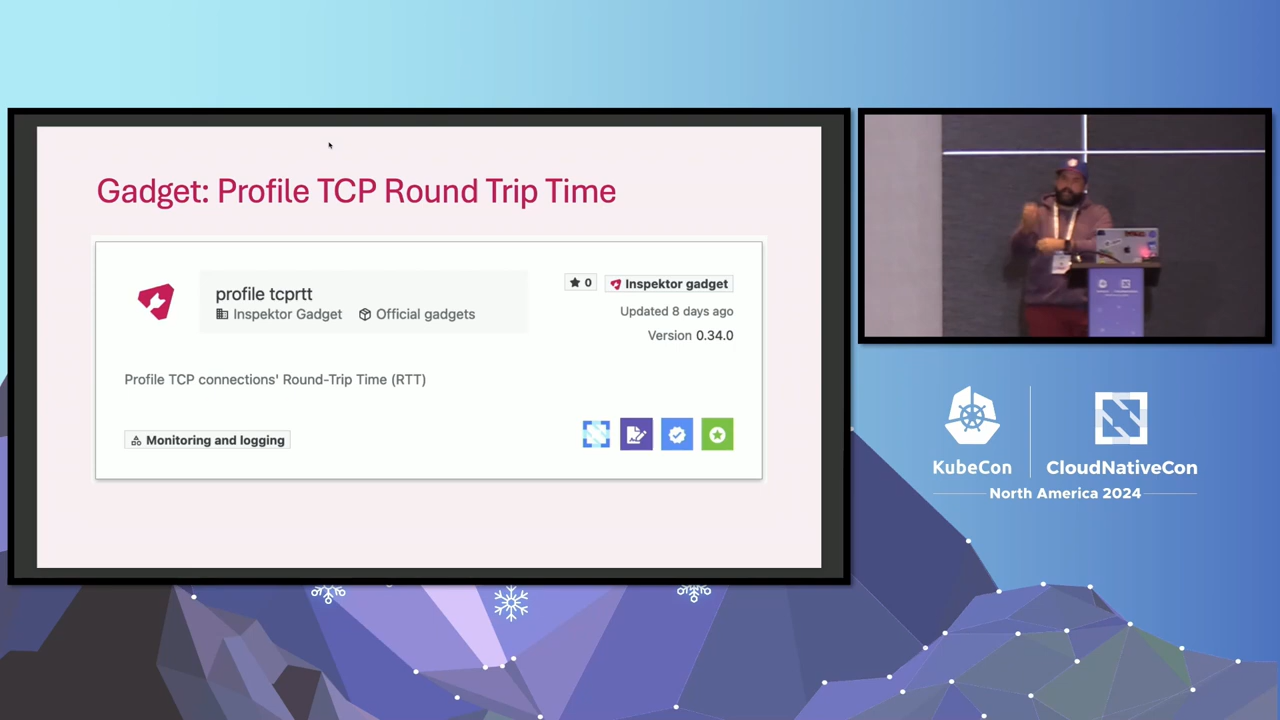 Gadget: Profile TCP Round Trip Time
profile tcprtt
Inspektor Gadget Official gadgets
0 Inspektor gadget
Updated 8 days ago
Version 0.34.0
Profile TCP connections' Round-Trip Time (RTT)
Monitoring and logging
KubeCon CloudNativeCon
North America 2024